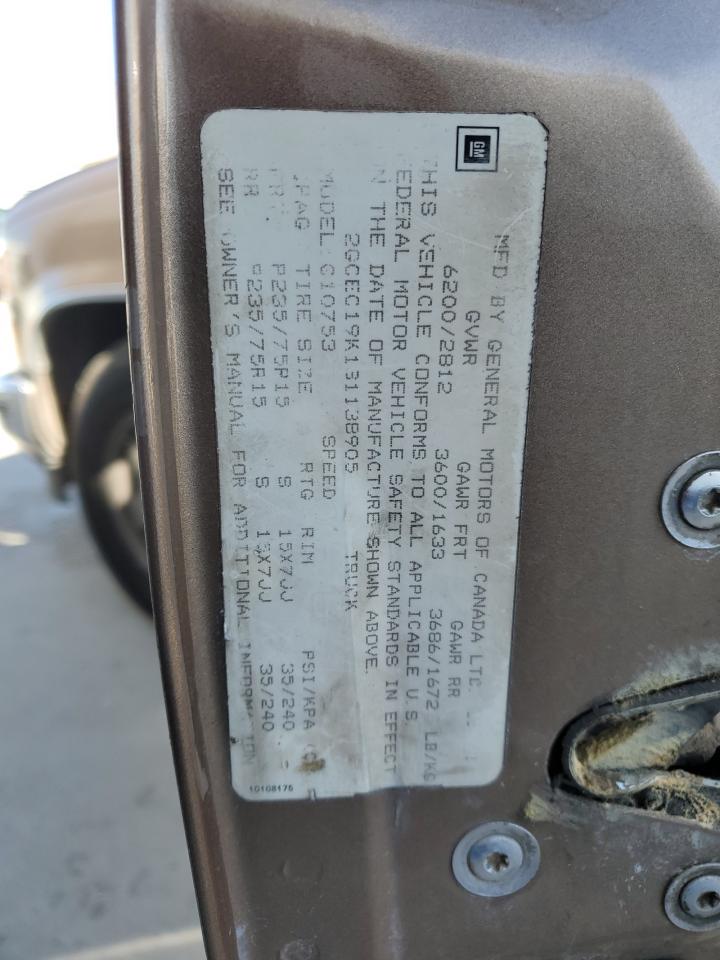 GM
MFD BY GENERAL MOTORS OF CANADA LTD.
GVWR GAWR FRT GAWR RR
6200/2812 3600/1633 3686/1672 LB/KG
THIS VEHICLE CONFORMS TO ALL APPLICABLE U.S.
FEDERAL MOTOR VEHICLE SAFETY STANDARDS IN EFFECT
THE DATE OF MANUFACTURE SHOWN ABOVE.
TRUCK
MODEL C10753 SPEED
TIRE SIZE RTG RIM PSI/KPA
P235/75R15 S 15X7JJ 35/240
RR P235/75R15 S 15X7JJ 35/240
SEE OWNER'S MANUAL FOR ADDITIONAL INFORMATION
10108175